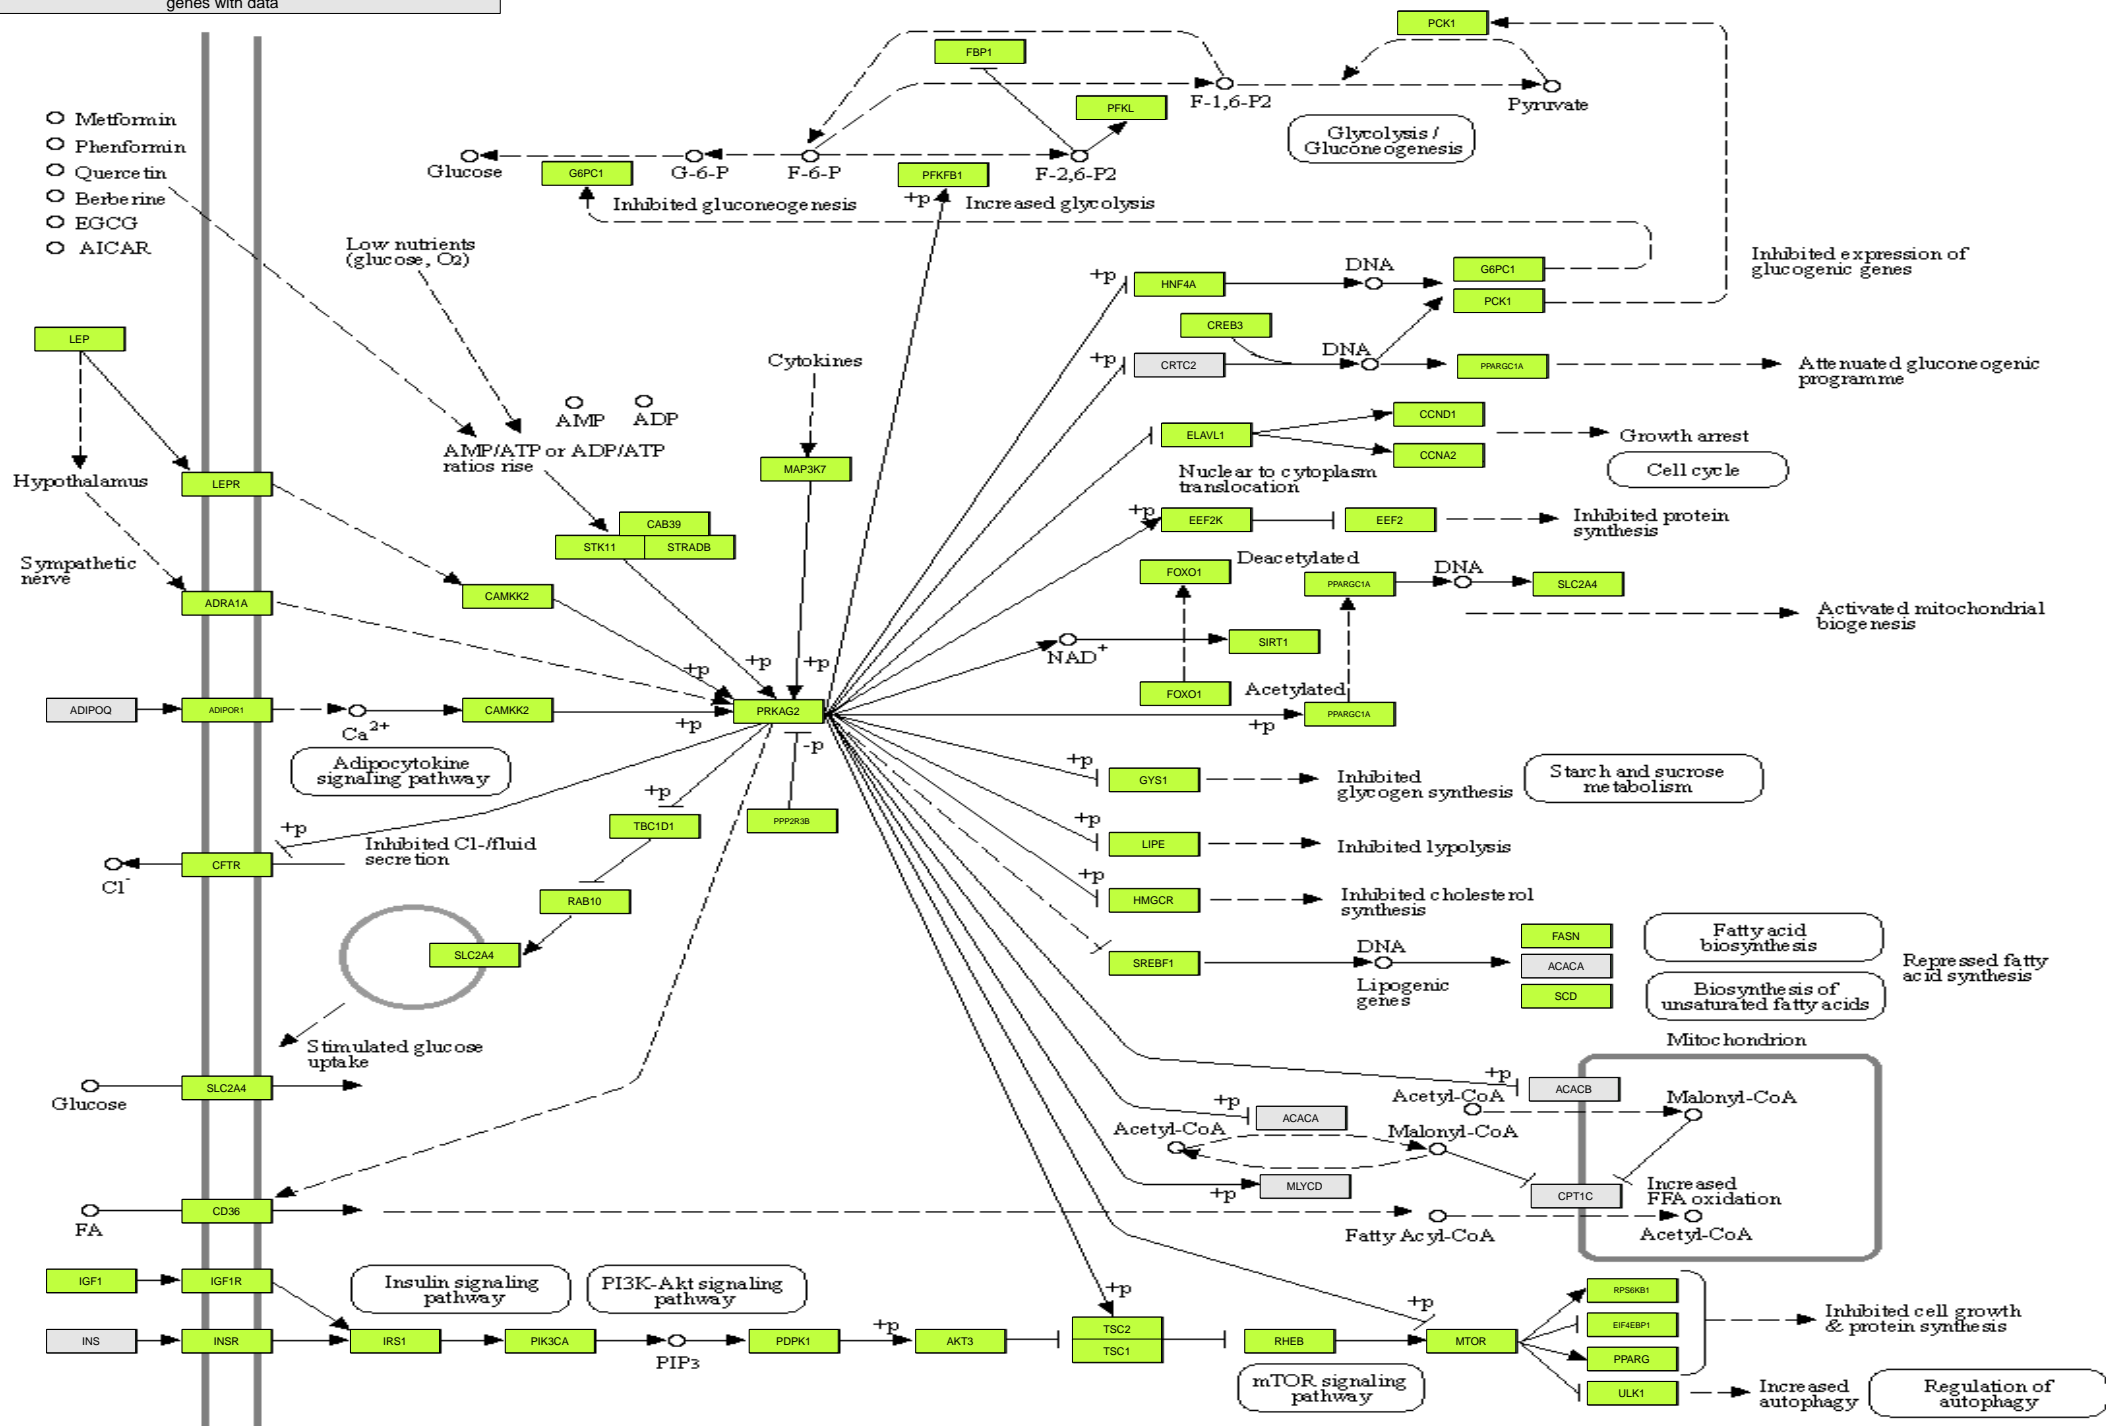 genes with data
PCK1
FBP1
F-1,6-P2
Pyruvate
PFKL
Glycolysis /
Gluconeogenesis
Metformin
Phenformin
Quercetin
Berberine
EGCG
AICAR
Glucose
G6PC1
G-6-P
F-6-P
PFKFB1
F-2,6-P2
+p
Inhibited gluconeogenesis
Increased glycolysis
Low nutrients
(glucose, O2)
Inhibited expression of
glucogenic genes
+p
HNF4A
DNA
G6PC1
PCK1
CREB3
LEP
Cytokines
+p
CRTC2
DNA
PPARGC1A
Attenuated gluconeogenic
programme
AMP
ADP
AMP/ATP or ADP/ATP
ratios rise
MAP3K7
ELAVL1
CCND1
CCNA2
Growth arrest
Cell cycle
Nuclear to cytoplasm
translocation
Hypothalamus
LEPR
CAB39
STK11
STRADB
+p
EEF2K
EEF2
Inhibited protein
synthesis
Sympathetic
nerve
ADRA1A
CAMKK2
Deacetylated
FOXO1
PPARGC1A
DNA
SLC2A4
Activated mitochondrial
biogenesis
NAD+
SIRT1
+p
+p
+p
FOXO1
Acetylated
PPARGC1A
+p
ADIPOQ
ADIPOR1
Ca2+
CAMKK2
+p
PRKAG2
-p
Adipocytokine
signaling pathway
+p
GYS1
Inhibited
glycogen synthesis
Starch and sucrose
metabolism
+p
TBC1D1
PPP2R3B
+p
LIPE
Inhibited lypolysis
+p
Inhibited Cl-/fluid
secretion
CFTR
Cl-
RAB10
+p
HMGCR
Inhibited cholesterol
synthesis
SLC2A4
SREBF1
DNA
Lipogenic
genes
FASN
ACACA
SCD
Fatty acid
biosynthesis
Biosynthesis of
unsaturated fatty acids
Repressed fatty
acid synthesis
Stimulated glucose
uptake
Mitochondrion
Glucose
SLC2A4
+p
ACACB
Acetyl-CoA
Malonyl-CoA
+p
ACACA
Acetyl-CoA
Malonyl-CoA
+p
MLYCD
CPT1C
Increased
FFA oxidation
FA
CD36
Fatty Acyl-CoA
Acetyl-CoA
IGF1
IGF1R
Insulin signaling
pathway
PI3K-Akt signaling
pathway
+p
+p
RPS6KB1
INS
INSR
IRS1
PIK3CA
PIP3
PDPK1
+p
AKT3
TSC2
TSC1
RHEB
MTOR
EIF4EBP1
PPARG
ULK1
Inhibited cell growth
& protein synthesis
mTOR signaling
pathway
Increased
autophagy
Regulation of
autophagy